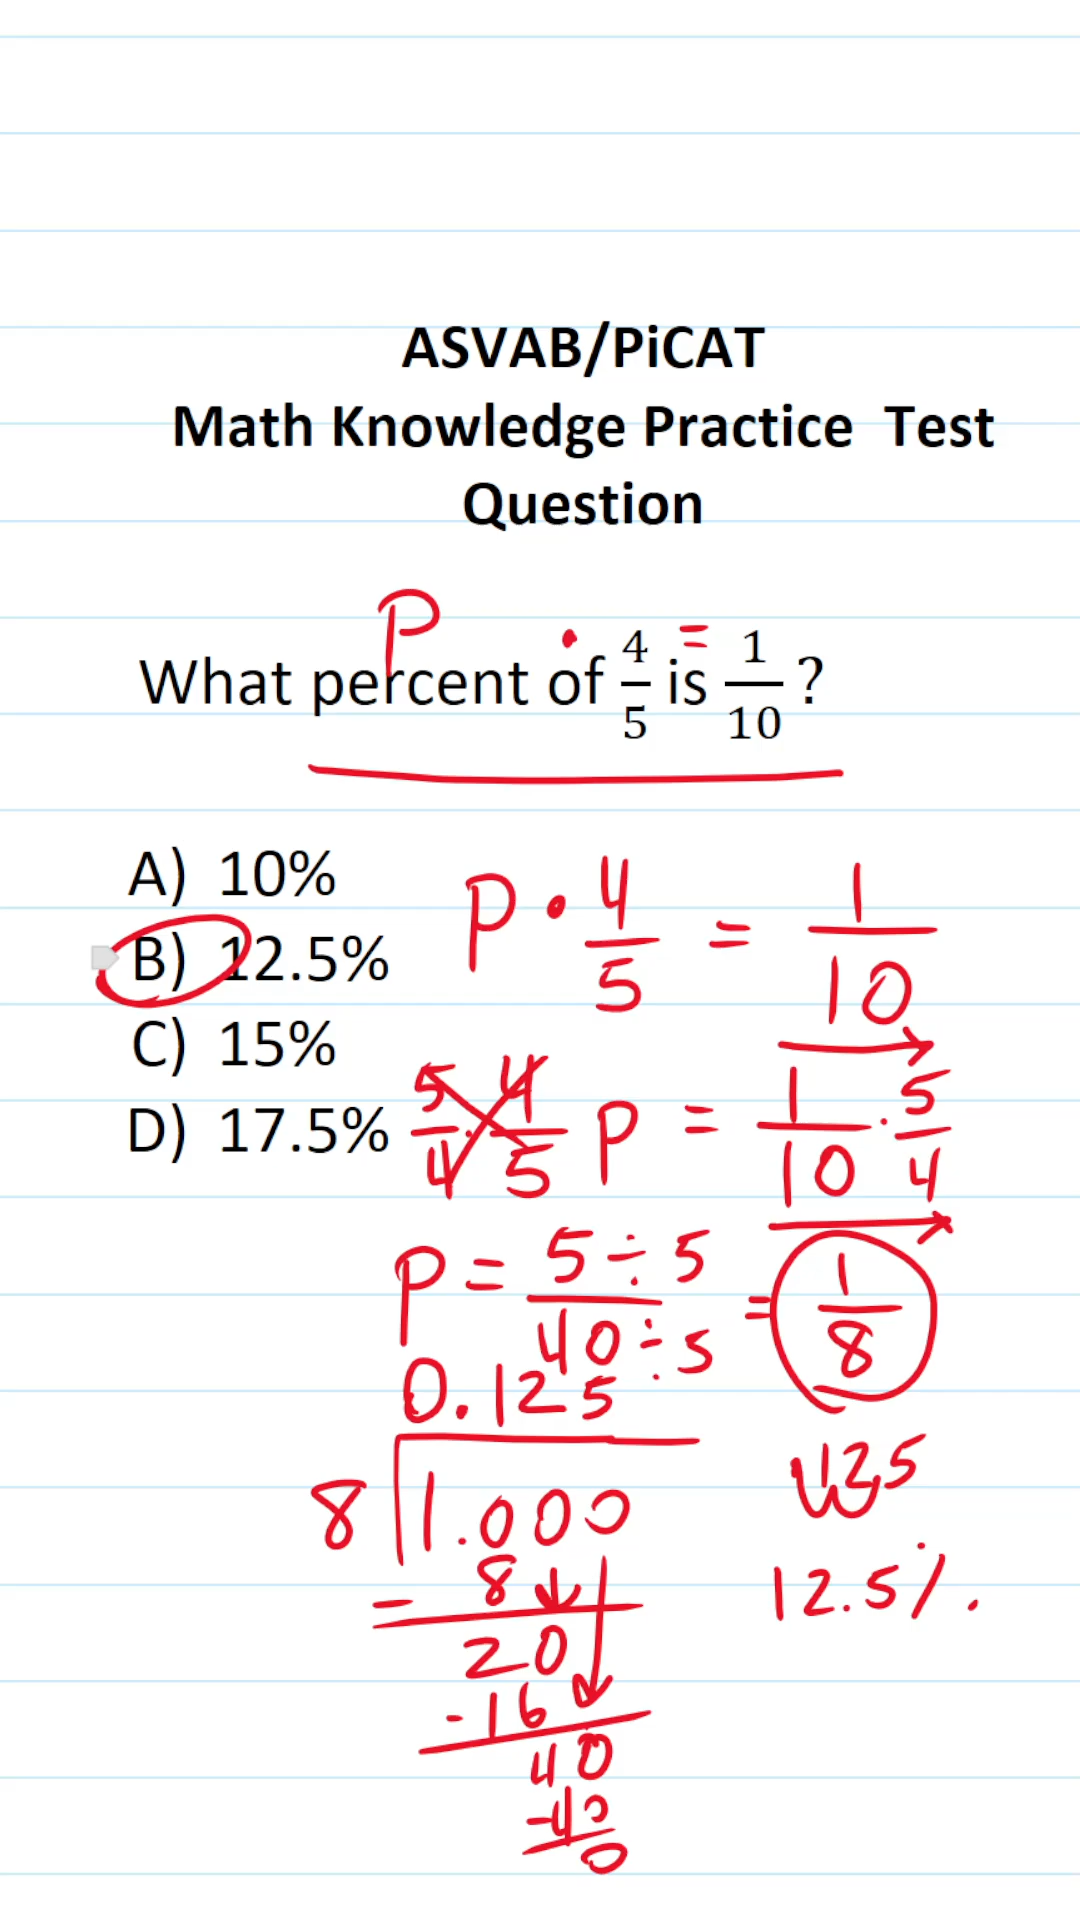 ASVAB/PiCAT
Math Knowledge Practice Test
Question
P · =
What percent of 4/5 is 1/10 ?
A) 10%
B) 12.5%
C) 15%
D) 17.5%
P · 4/5 = 1/10
5/4 · 4/5 P = 1/10 · 5/4
P = 5÷5/40÷5 = 1/8
0.125
8 1.000
= 8
20
-16
40
-40
0
.125
12.5%.